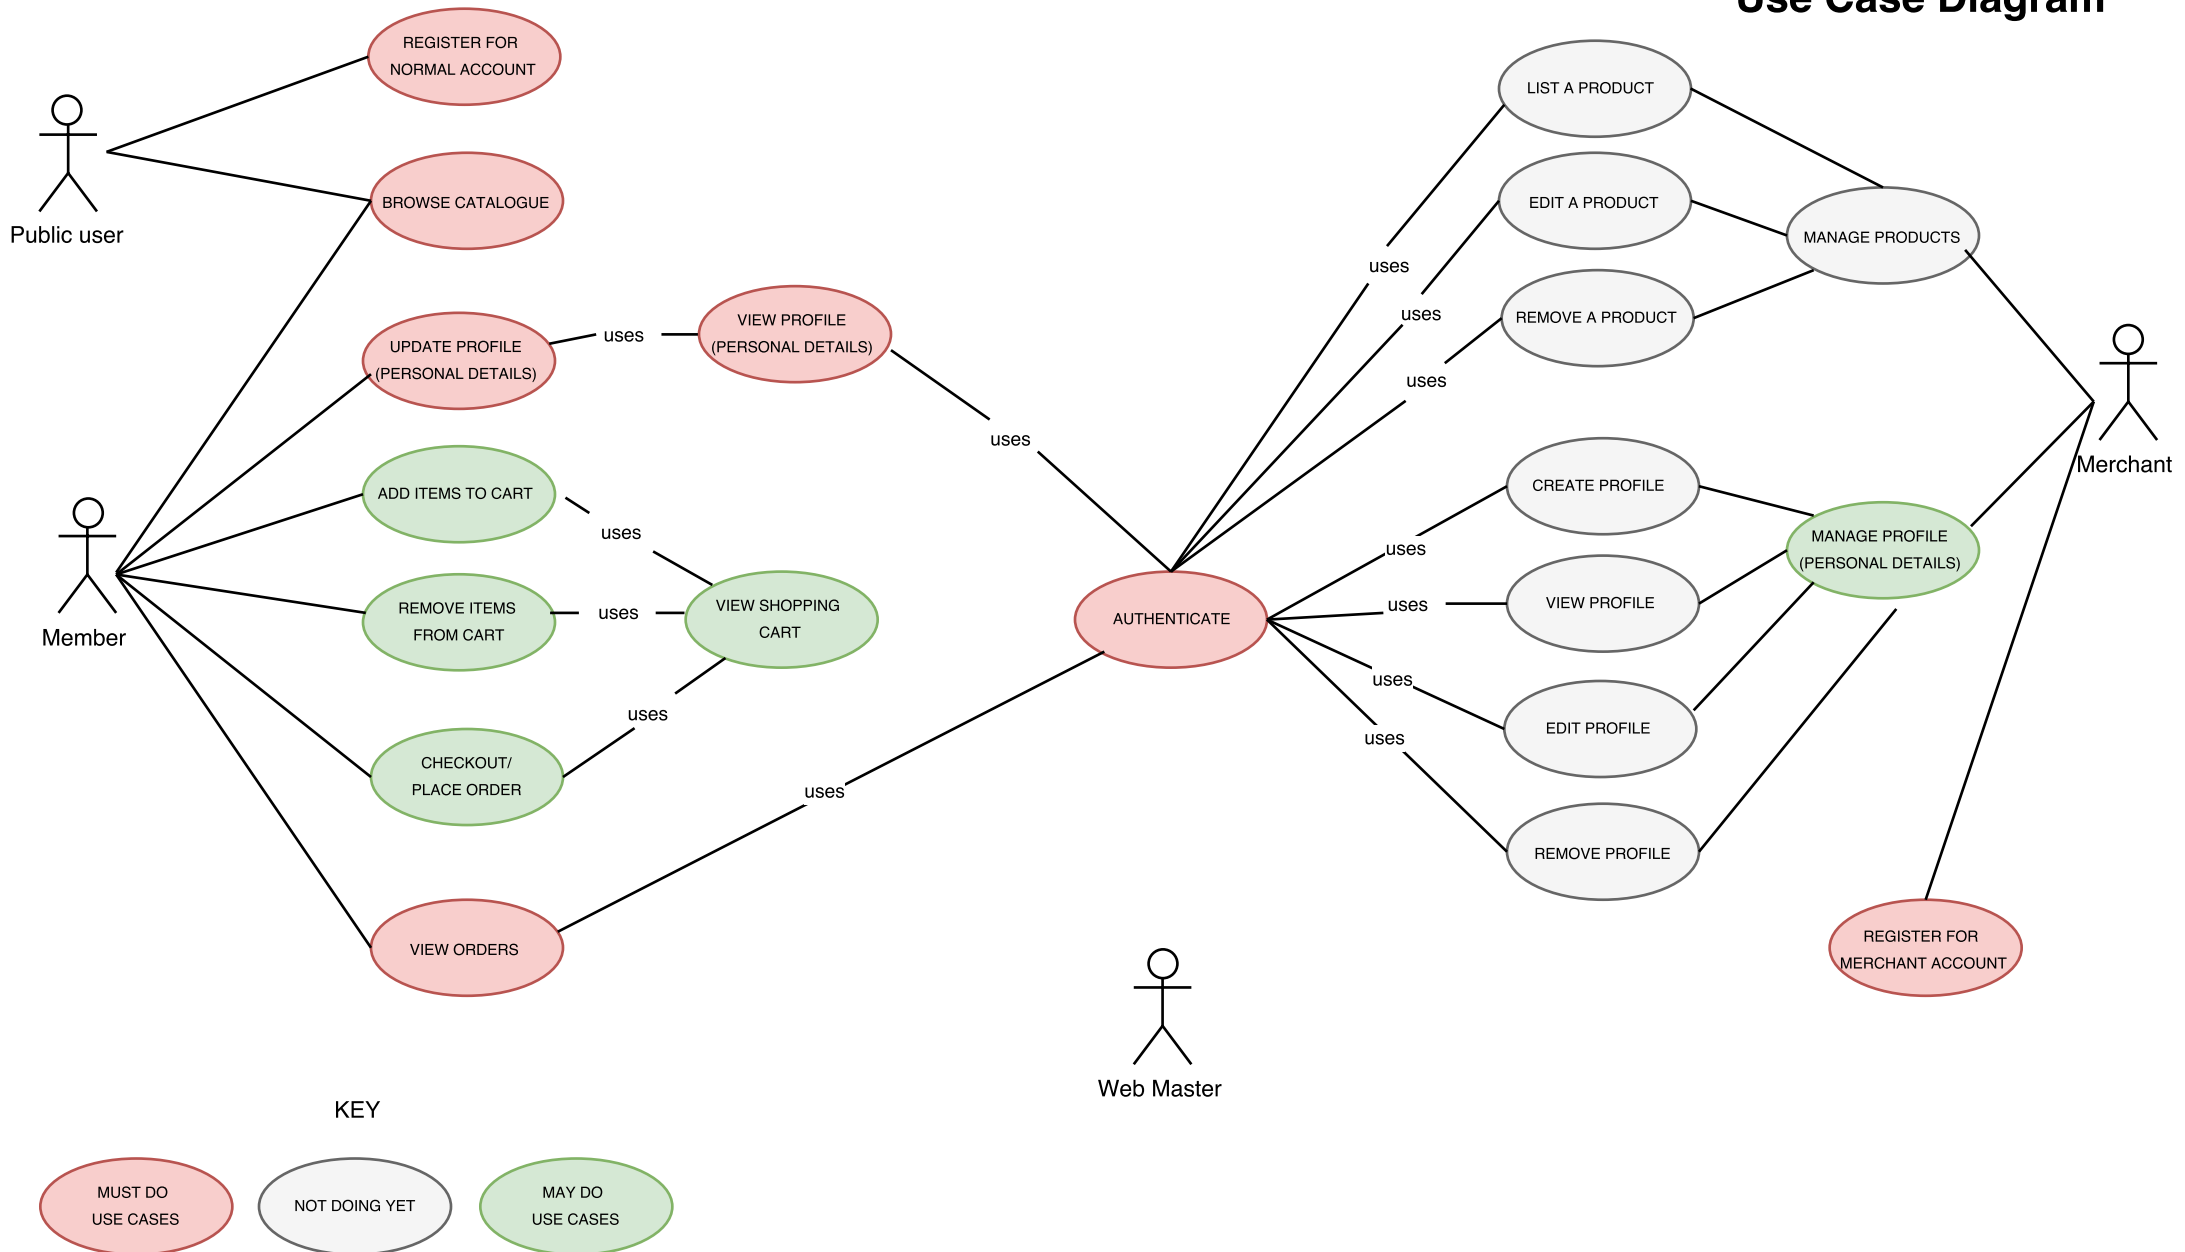 Use Case Diagram
REGISTER FOR
NORMAL ACCOUNT
BROWSE CATALOGUE
Public user
UPDATE PROFILE
(PERSONAL DETAILS)
uses
VIEW PROFILE
(PERSONAL DETAILS)
uses
ADD ITEMS TO CART
uses
REMOVE ITEMS
FROM CART
uses
VIEW SHOPPING
CART
Member
CHECKOUT/
PLACE ORDER
uses
uses
VIEW ORDERS
AUTHENTICATE
LIST A PRODUCT
uses
EDIT A PRODUCT
uses
REMOVE A PRODUCT
uses
MANAGE PRODUCTS
Merchant
CREATE PROFILE
uses
VIEW PROFILE
uses
EDIT PROFILE
uses
REMOVE PROFILE
uses
MANAGE PROFILE
(PERSONAL DETAILS)
REGISTER FOR
MERCHANT ACCOUNT
Web Master
KEY
MUST DO
USE CASES
NOT DOING YET
MAY DO
USE CASES